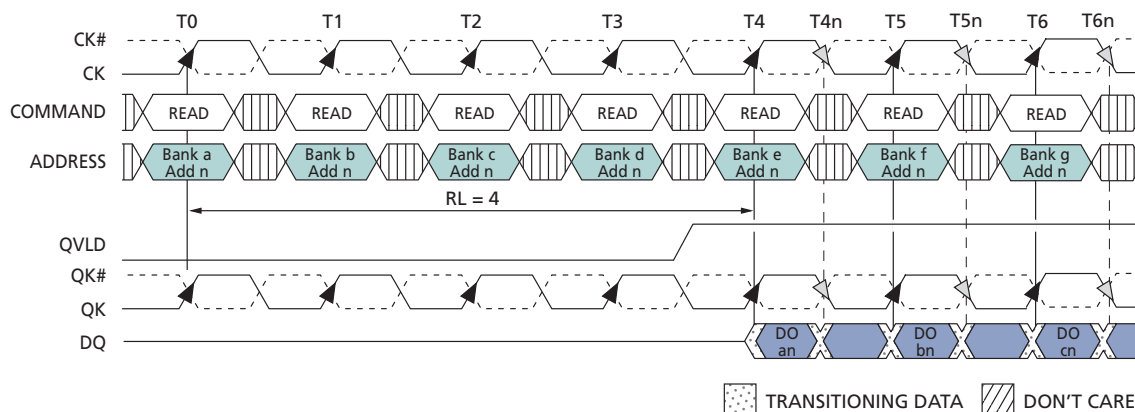 T0 T1 T2 T3 T4 T4n T5 T5n T6 T6n
CK#
CK
COMMAND READ READ READ READ READ READ READ
ADDRESS Bank a Bank b Bank c Bank d Bank e Bank f Bank g
Add n Add n Add n Add n Add n Add n Add n
RL = 4
QVLD
QK#
QK
DQ DO DO DO
an bn cn
TRANSITIONING DATA DON'T CARE